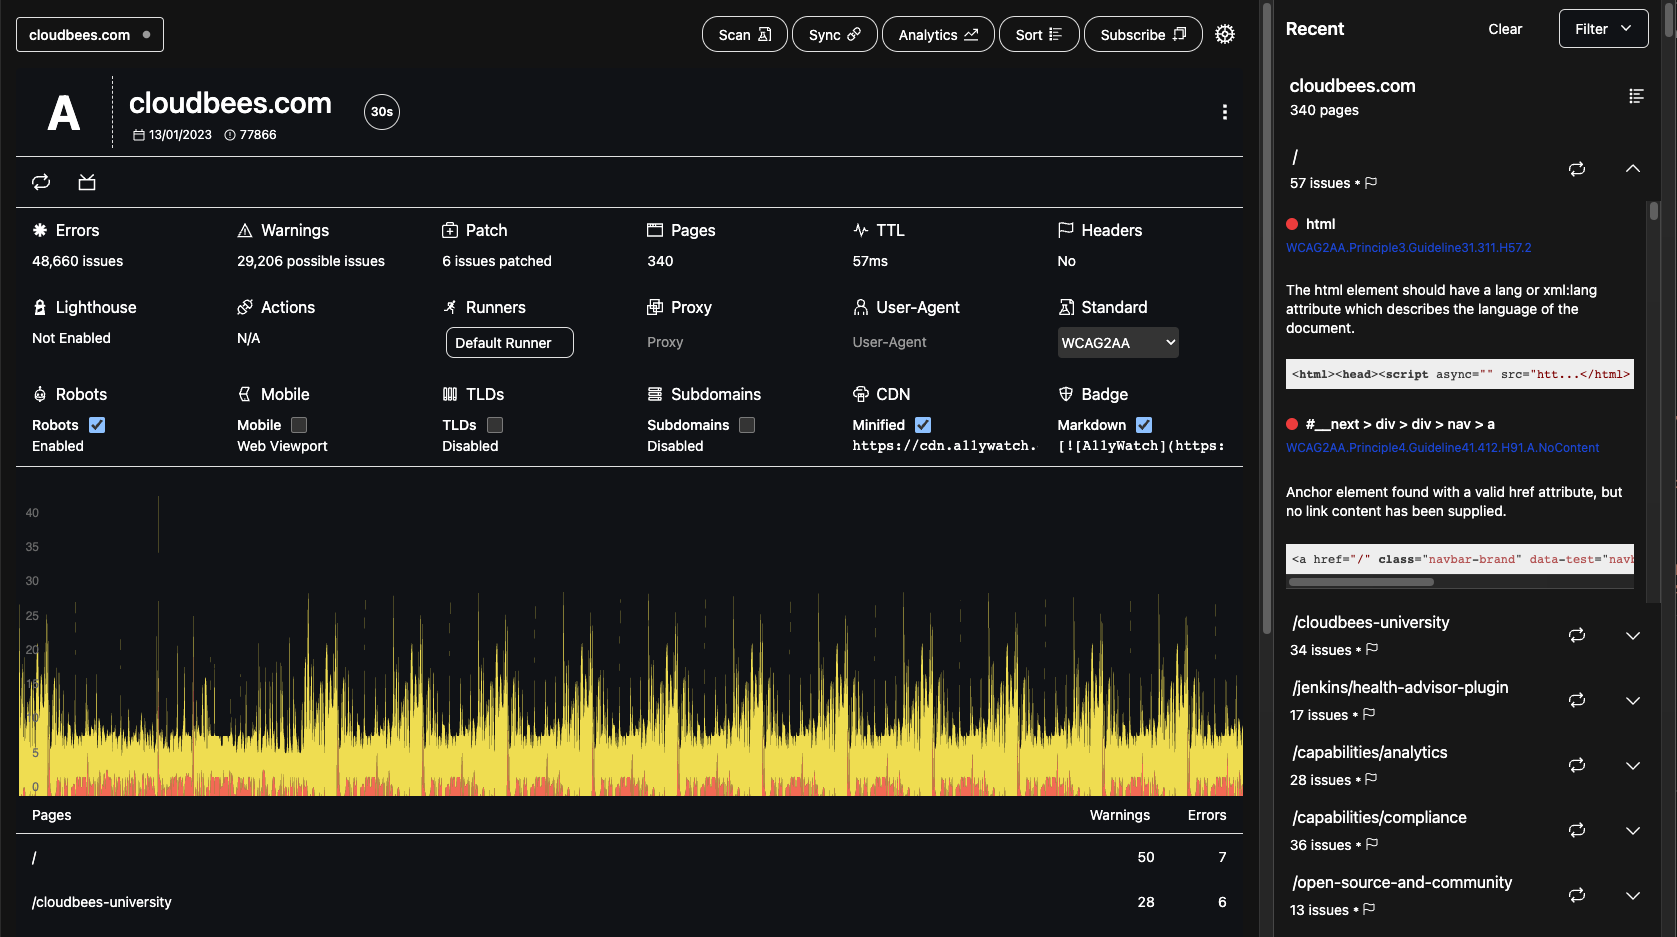 cloudbees.com
Scan
Sync
Analytics
Sort
Subscribe
A
cloudbees.com
30s
13/01/2023 77866
Errors
48,660 issues
Warnings
29,206 possible issues
Patch
6 issues patched
Pages
340
TTL
57ms
Headers
No
Lighthouse
Not Enabled
Actions
N/A
Runners
Default Runner
Proxy
Proxy
User-Agent
User-Agent
Standard
WCAG2AA
Robots
Robots
Enabled
Mobile
Mobile
Web Viewport
TLDs
TLDs
Disabled
Subdomains
Subdomains
Disabled
CDN
Minified
https://cdn.allywatch.
Badge
Markdown
[![AllyWatch](https:
40
35
30
25
20
15
10
5
0
Pages Warnings Errors
/ 50 7
/cloudbees-university 28 6
Recent
Clear
Filter
cloudbees.com
340 pages
/
57 issues •
html
WCAG2AA.Principle3.Guideline31.311.H57.2
The html element should have a lang or xml:lang
attribute which describes the language of the
document.
<html><head><script async="" src="htt...</html>
#__next > div > div > nav > a
WCAG2AA.Principle4.Guideline41.412.H91.A.NoContent
Anchor element found with a valid href attribute, but
no link content has been supplied.
<a href="/" class="navbar-brand" data-test="navb
/cloudbees-university
34 issues •
/jenkins/health-advisor-plugin
17 issues •
/capabilities/analytics
28 issues •
/capabilities/compliance
36 issues •
/open-source-and-community
13 issues •